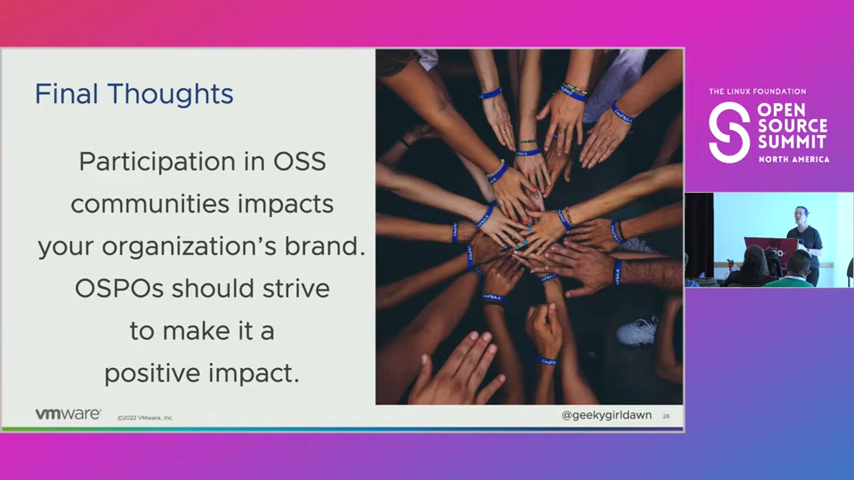 Final Thoughts
Participation in OSS
communities impacts
your organization's brand.
OSPOs should strive
to make it a
positive impact.
vmware®
©2022 VMware, Inc.
@geekygirldawn
26
THE LINUX FOUNDATION
OPEN
SOURCE
SUMMIT
NORTH AMERICA